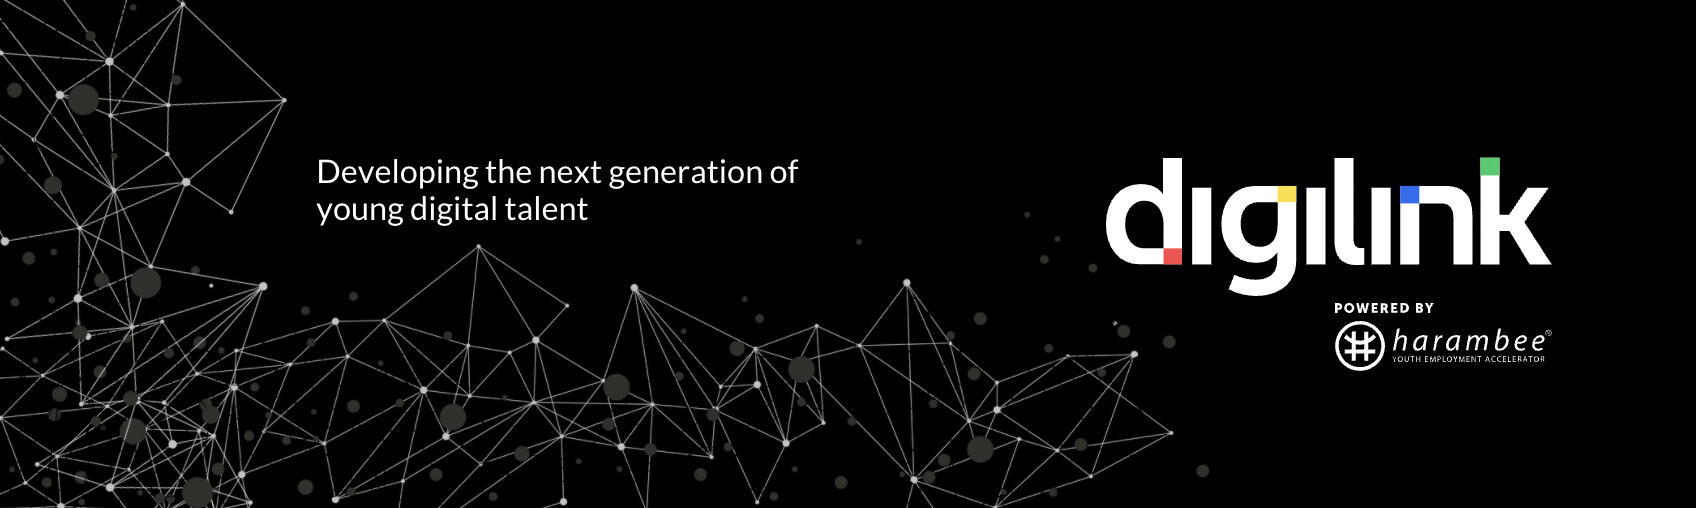 Developing the next generation of
young digital talent
digilink
POWERED BY
harambee®
YOUTH EMPLOYMENT ACCELERATOR